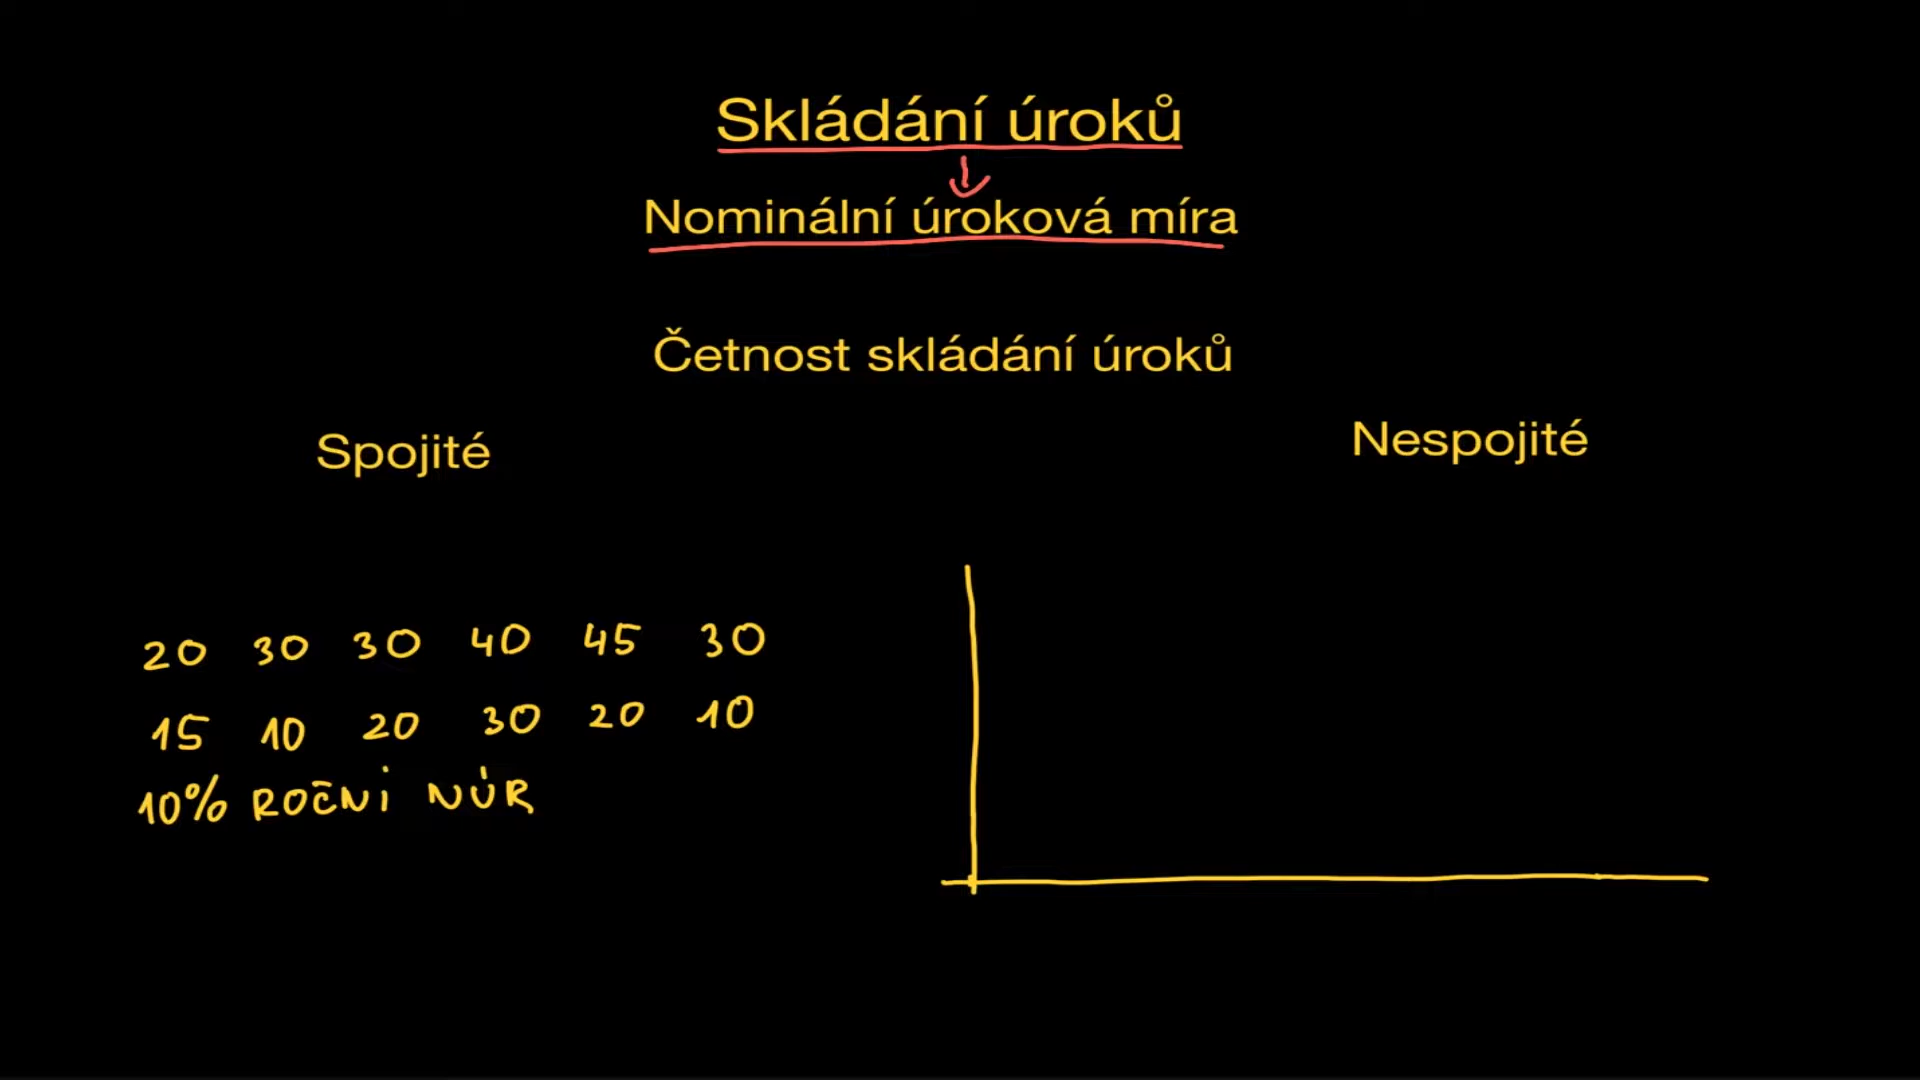 Skládání úroků
Nominální úroková míra
Četnost skládání úroků
Spojité
Nespojité
20 30 30 40 45 30
15 10 20 30 20 10
10% ROČNÍ NÚR